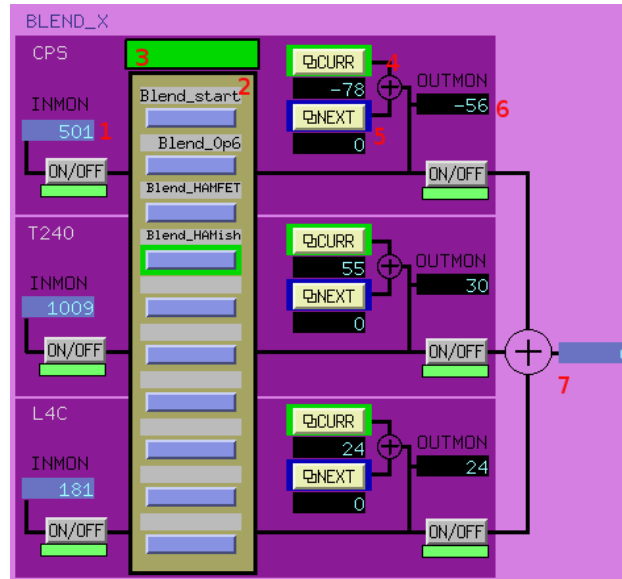 BLEND_X
CPS
3
CURR
4
2
OUTMON
-78
Blend_start
INMON
-56
6
NEXT
501
1
5
Blend_Op6
0
ON/OFF
ON/OFF
Blend_HAMFET
T240
Blend_HAMish
CURR
OUTMON
55
30
INMON
NEXT
1009
0
ON/OFF
ON/OFF
7
L4C
CURR
OUTMON
24
24
INMON
NEXT
181
0
ON/OFF
ON/OFF